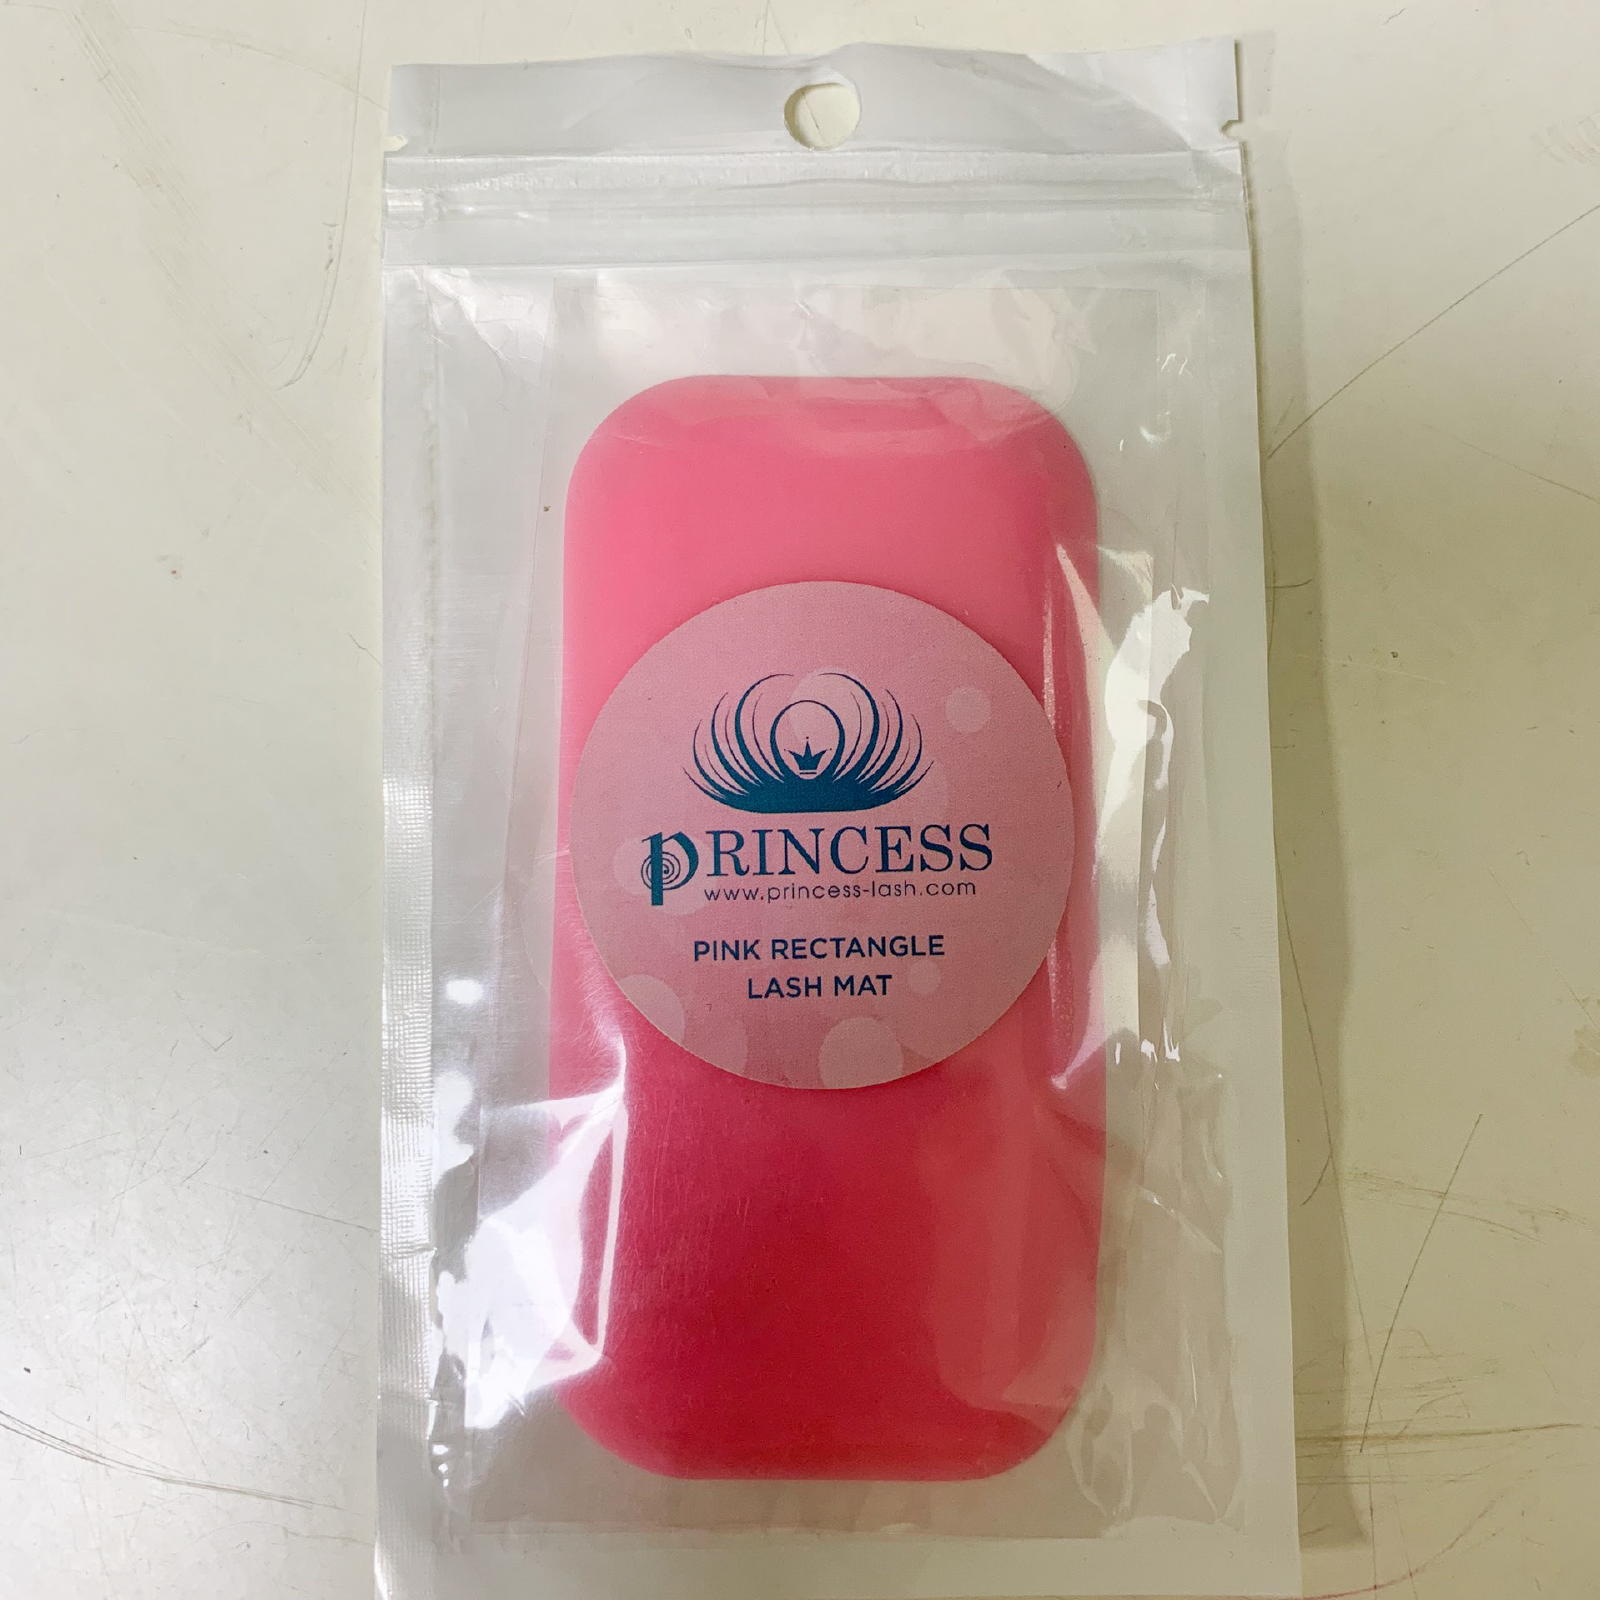 PRINCESS
www.princess-lash.com
PINK RECTANGLE
LASH MAT